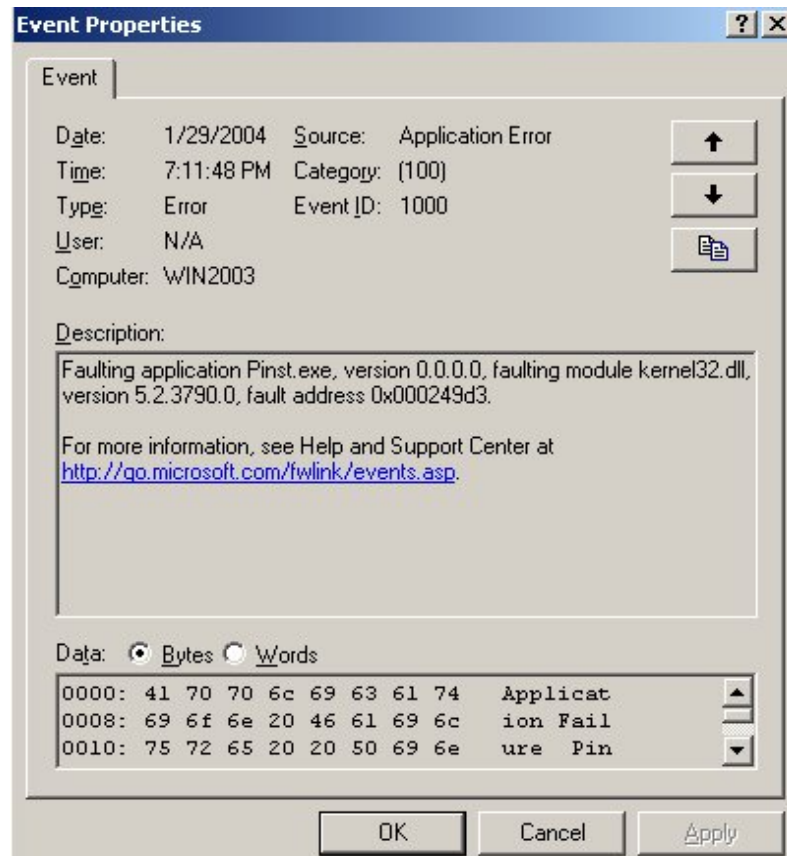 Event Properties
Event
Date: 1/29/2004 Source: Application Error
Time: 7:11:48 PM Category: (100)
Type: Error Event ID: 1000
User: N/A
Computer: WIN2003
Description:
Faulting application Pinst.exe, version 0.0.0.0, faulting module kernel32.dll,
version 5.2.3790.0, fault address 0x000249d3.
For more information, see Help and Support Center at
http://go.microsoft.com/fwlink/events.asp.
Data: Bytes Words
0000: 41 70 70 6c 69 63 61 74 Applicat
0008: 69 6f 6e 20 46 61 69 6c ion Fail
0010: 75 72 65 20 20 50 69 6e ure Pin
OK Cancel Apply